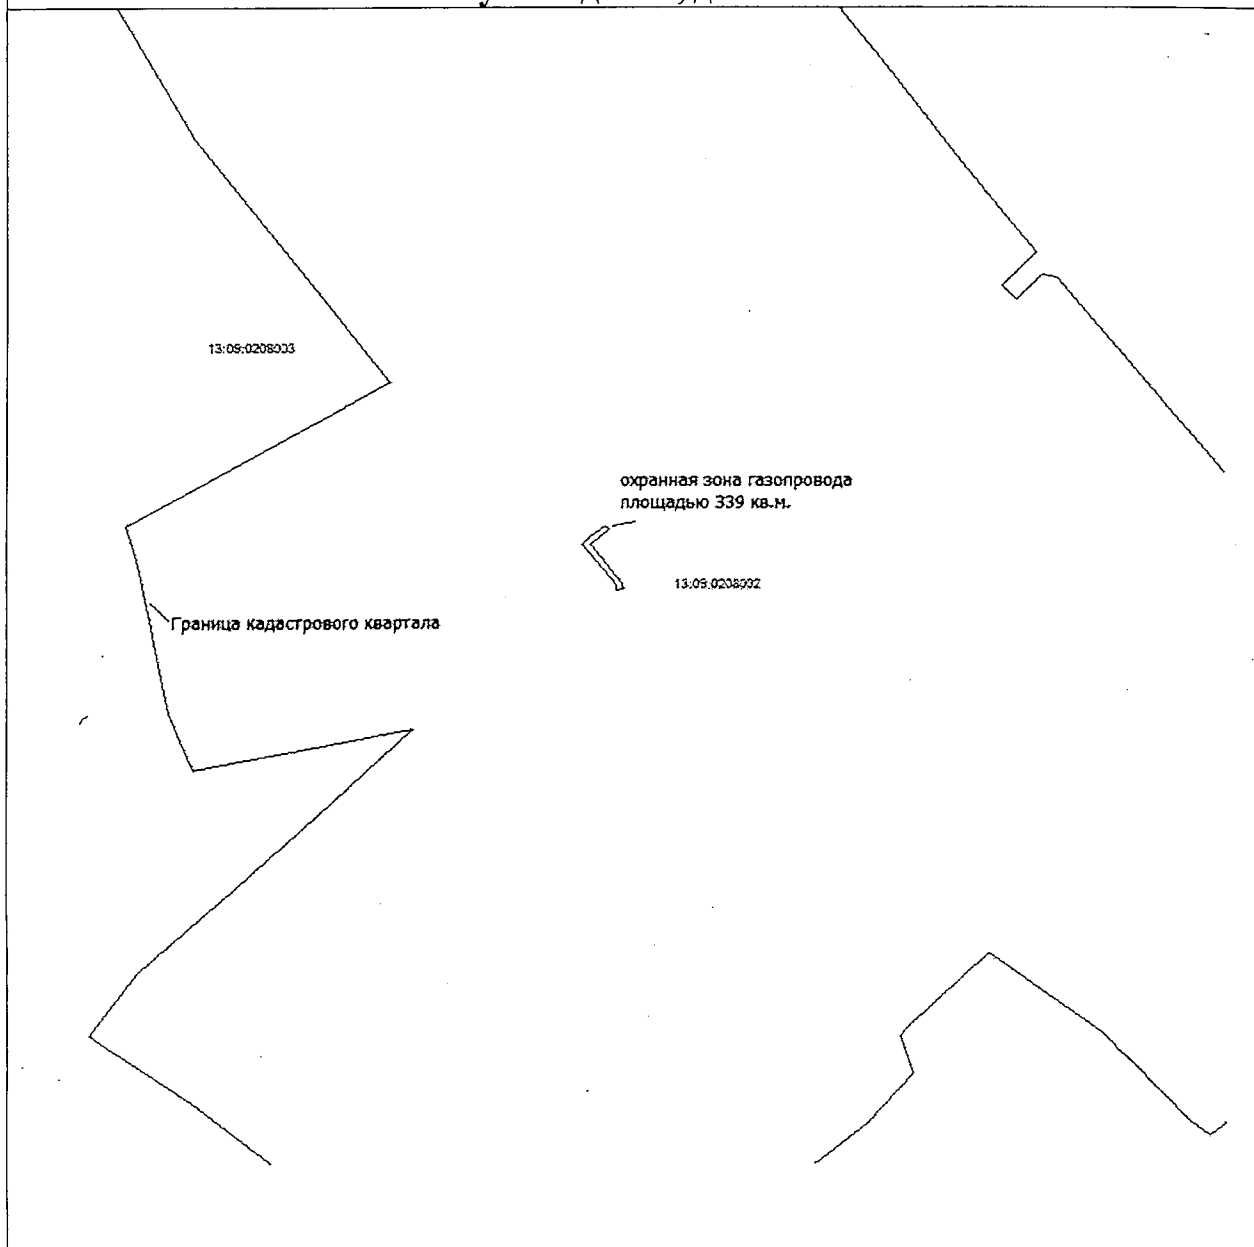 13:09:0208003
охранная зона газопровода
площадью 339 кв.м.
13:09:0208002
Граница кадастрового квартала